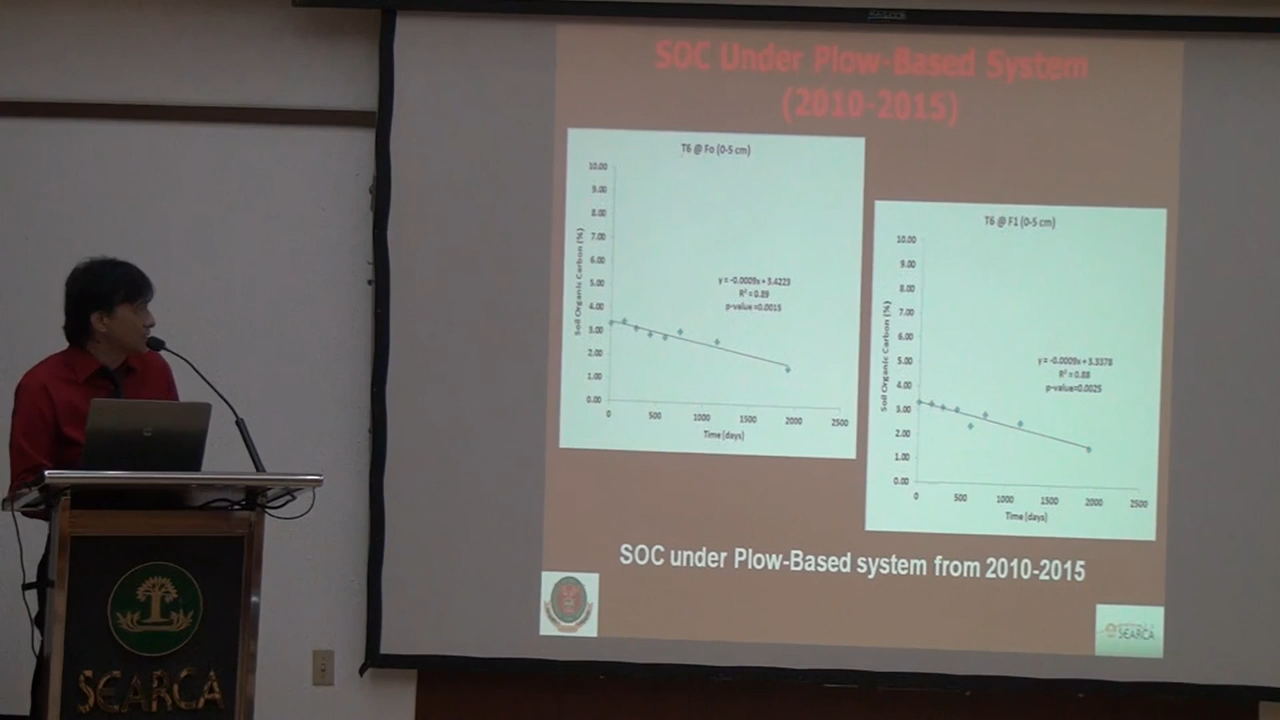 SOC Under Plow-Based System
(2010-2015)
T6 @ Fo (0-5 cm)
10.00
9.00
8.00
7.00
6.00
5.00
4.00
3.00
2.00
1.00
0.00
Soil Organic Carbon (%)
y = -0.0009x + 3.4223
R² = 0.89
p-value =0.0015
0 500 1000 1500 2000 2500
Time (days)
T6 @ F1 (0-5 cm)
10.00
9.00
8.00
7.00
6.00
5.00
4.00
3.00
2.00
1.00
0.00
Soil Organic Carbon (%)
y = -0.0009x + 3.3378
R² = 0.88
p-value=0.0025
0 500 1000 1500 2000 2500
Time (days)
SOC under Plow-Based system from 2010-2015
SEARCA
SEARCA